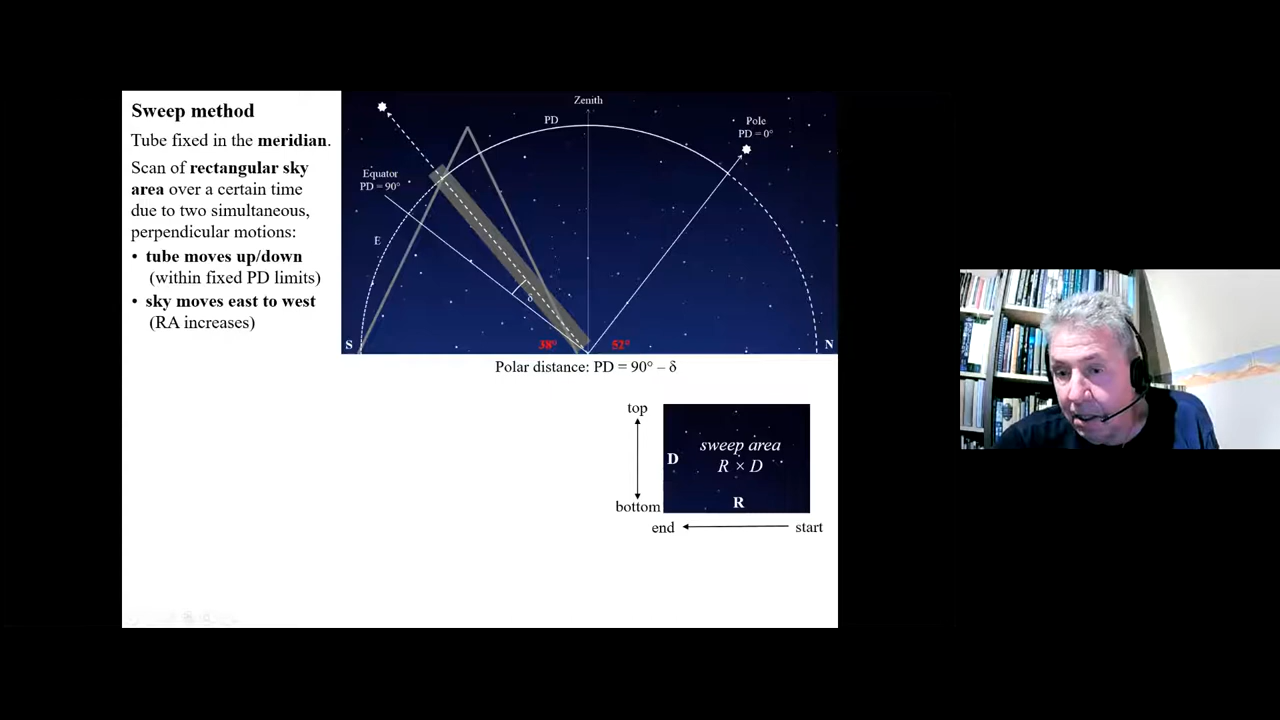 Sweep method
Tube fixed in the meridian.
Scan of rectangular sky
area over a certain time
due to two simultaneous,
perpendicular motions:
• tube moves up/down
(within fixed PD limits)
• sky moves east to west
(RA increases)
Zenith
PD
Pole
PD = 0°
Equator
PD = 90°
E
δ
S
38°
52°
N
Polar distance: PD = 90° – δ
top
sweep area
D
R × D
R
bottom
end
start